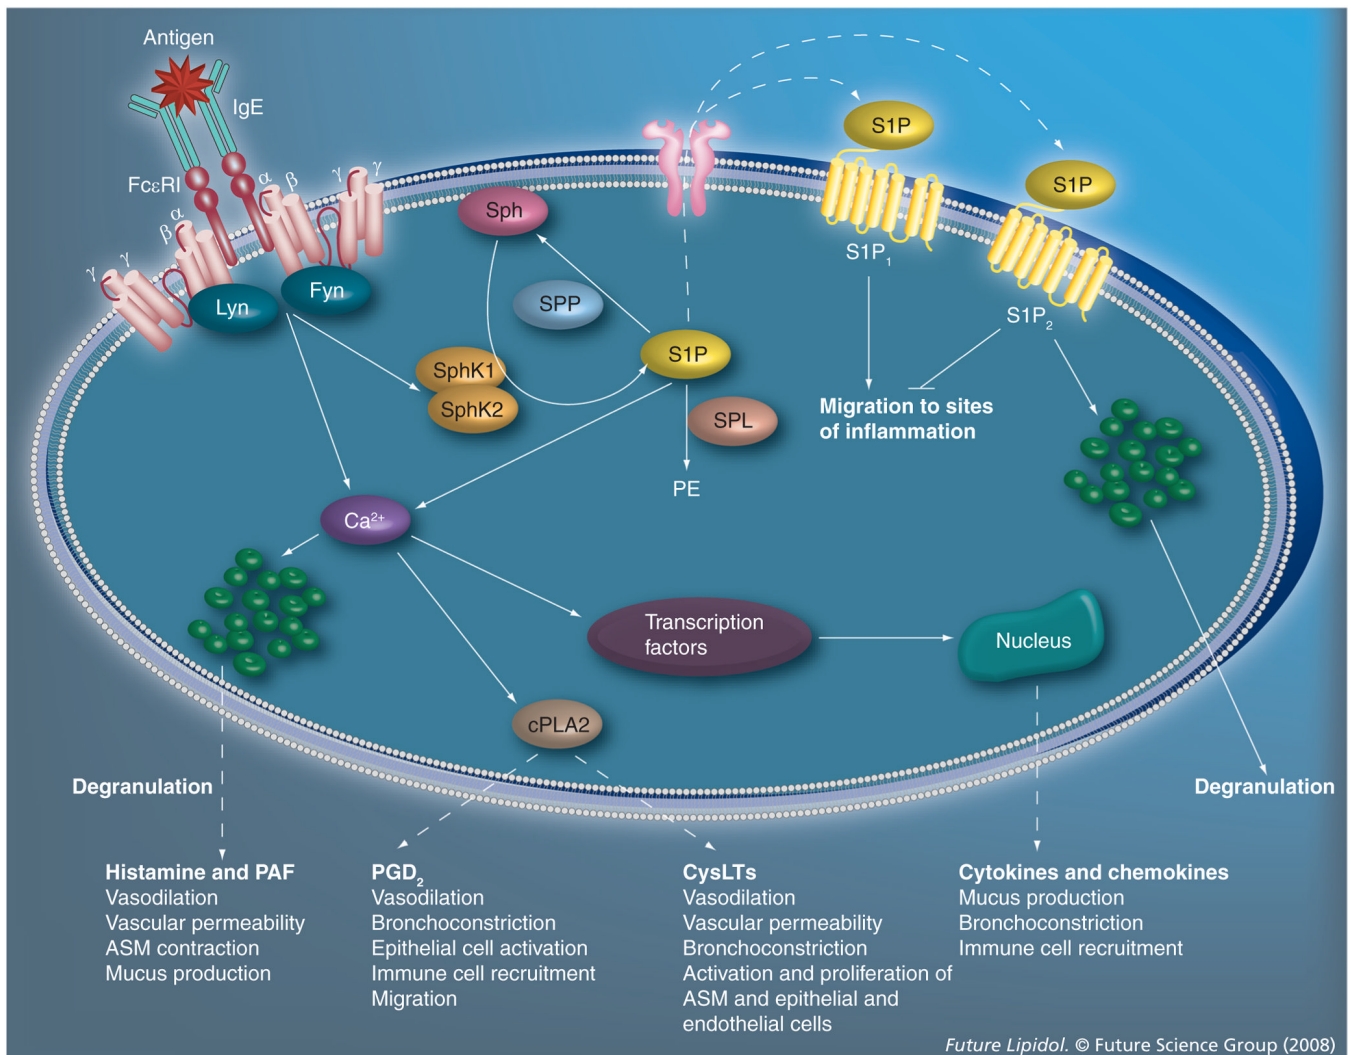 Antigen
IgE
FcεRI
α
β
γ
γ
α
β
γ
γ
Lyn
Fyn
Sph
SPP
SphK1
SphK2
S1P
SPL
PE
S1P
S1P
S1P₁
S1P₂
Migration to sites
of inflammation
Ca²⁺
Transcription
factors
Nucleus
cPLA2
Degranulation
Degranulation
Histamine and PAF
Vasodilation
Vascular permeability
ASM contraction
Mucus production
PGD₂
Vasodilation
Bronchoconstriction
Epithelial cell activation
Immune cell recruitment
Migration
CysLTs
Vasodilation
Vascular permeability
Bronchoconstriction
Activation and proliferation of
ASM and epithelial and
endothelial cells
Cytokines and chemokines
Mucus production
Bronchoconstriction
Immune cell recruitment
Future Lipidol. © Future Science Group (2008)